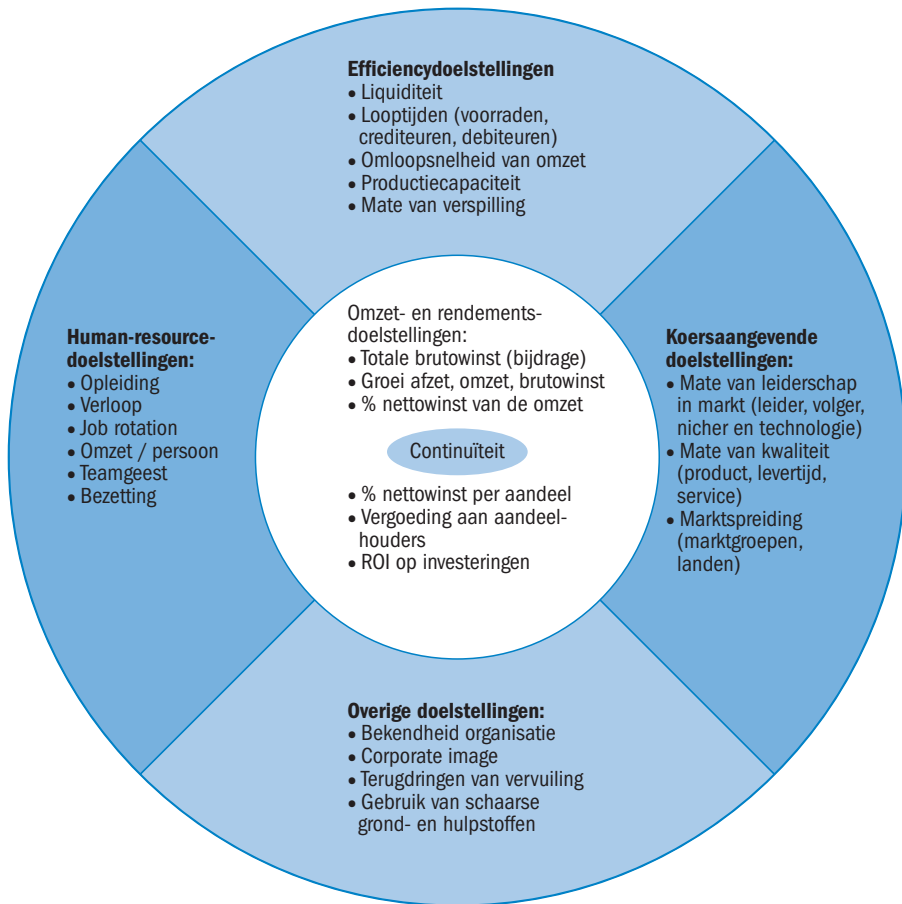 Efficiencydoelstellingen
• Liquiditeit
• Looptijden (voorraden,
crediteuren, debiteuren)
• Omloopsnelheid van omzet
• Productiecapaciteit
• Mate van verspilling
Human-resource-
doelstellingen:
• Opleiding
• Verloop
• Job rotation
• Omzet / persoon
• Teamgeest
• Bezetting
Omzet- en rendements-
doelstellingen:
• Totale brutowinst (bijdrage)
• Groei afzet, omzet, brutowinst
• % nettowinst van de omzet
Continuïteit
• % nettowinst per aandeel
• Vergoeding aan aandeel-
houders
• ROI op investeringen
Koersaangevende
doelstellingen:
• Mate van leiderschap
in markt (leider, volger,
nicher en technologie)
• Mate van kwaliteit
(product, levertijd,
service)
• Marktspreiding
(marktgroepen,
landen)
Overige doelstellingen:
• Bekendheid organisatie
• Corporate image
• Terugdringen van vervuiling
• Gebruik van schaarse
grond- en hulpstoffen